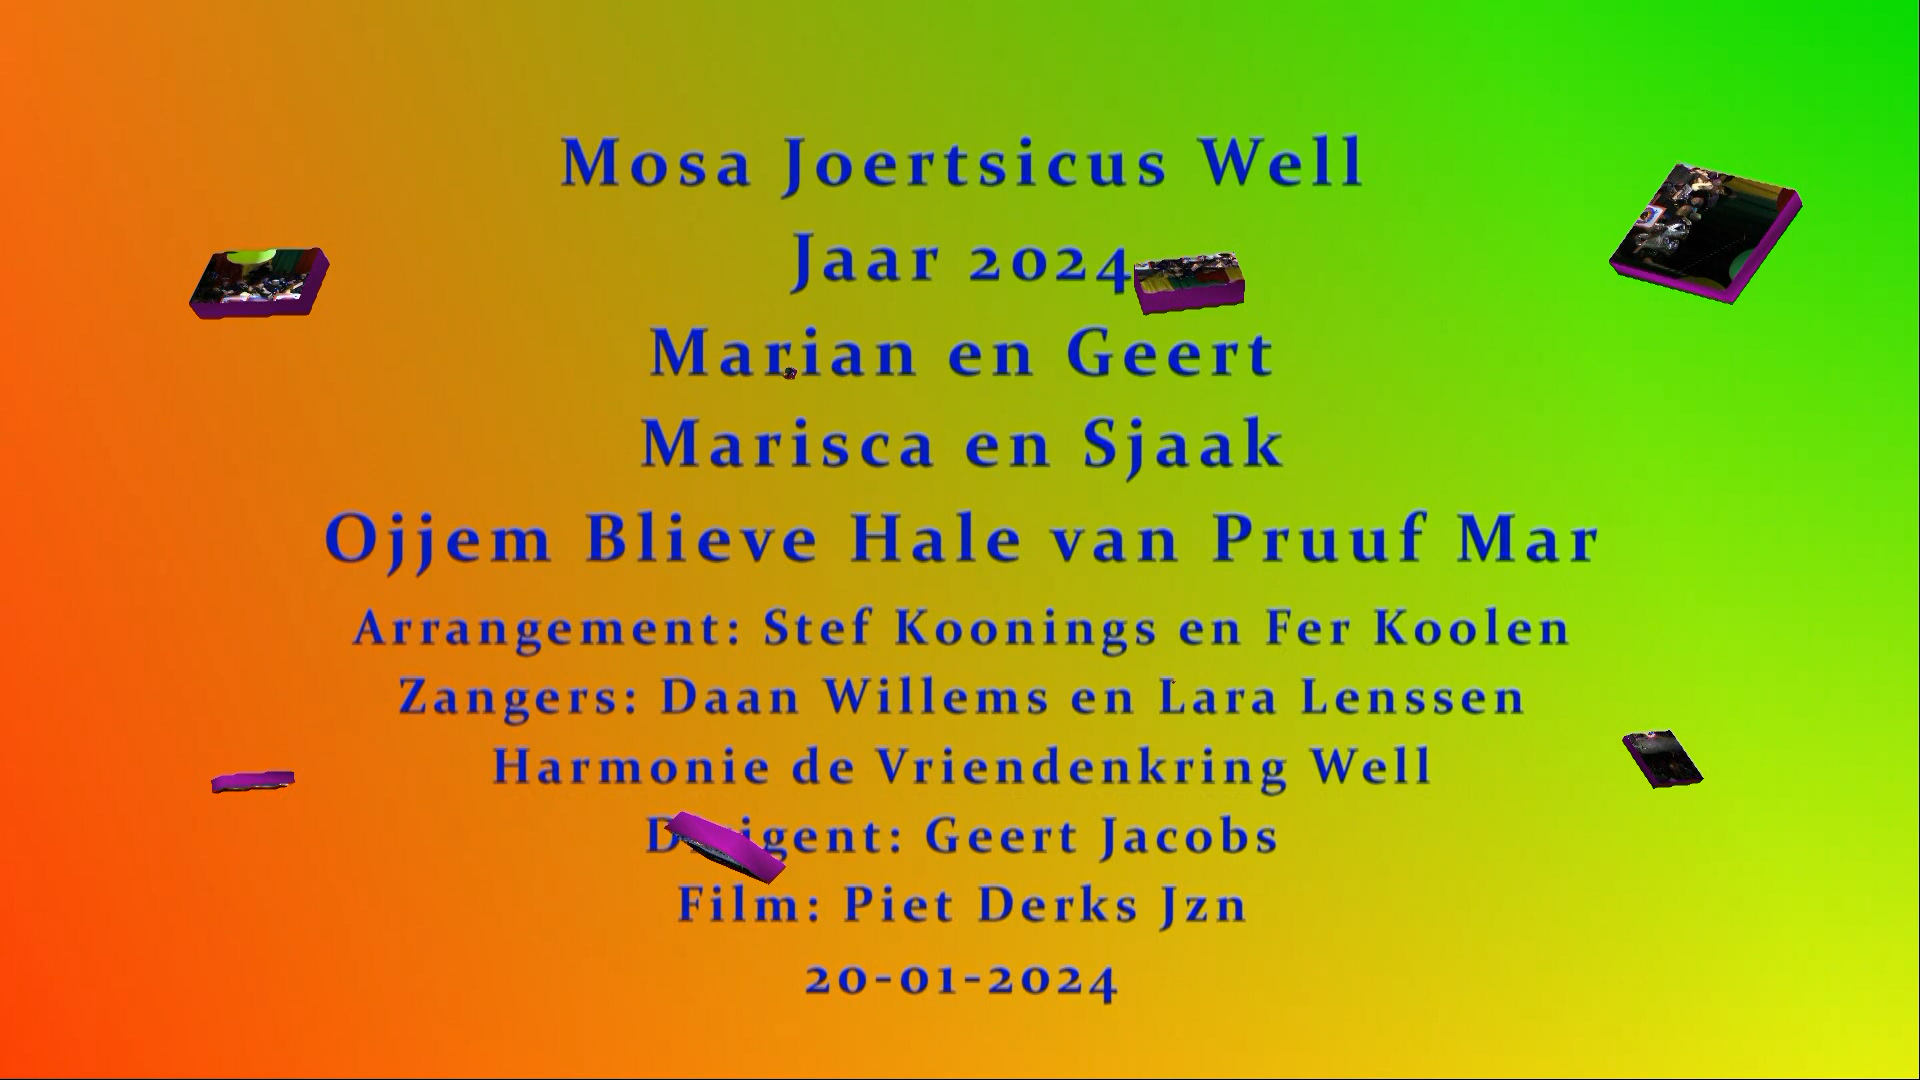 Mosa Joertsicus Well
Jaar 2024
Marian en Geert
Marisca en Sjaak
Ojjem Blieve Hale van Pruuf Mar
Arrangement: Stef Koonings en Fer Koolen
Zangers: Daan Willems en Lara Lenssen
Harmonie de Vriendenkring Well
Dirigent: Geert Jacobs
Film: Piet Derks Jzn
20-01-2024